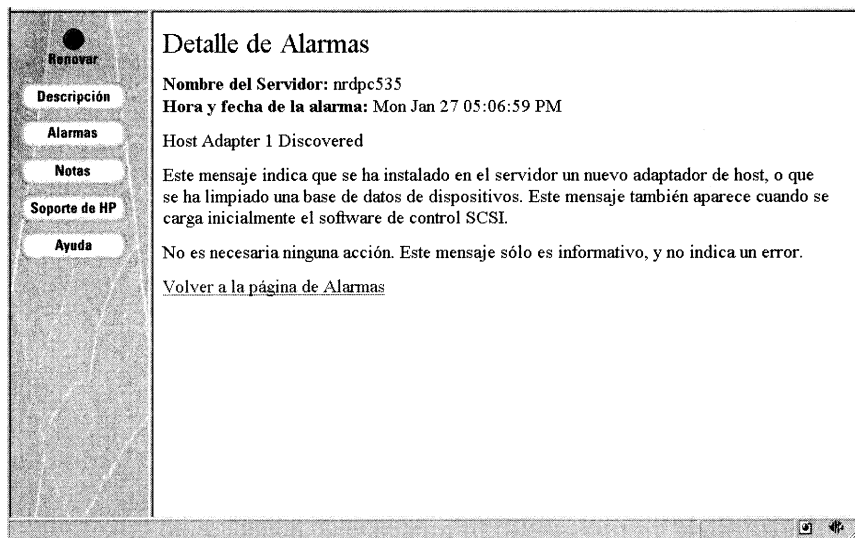 Renovar
Descripción
Alarmas
Notas
Soporte de HP
Ayuda
Detalle de Alarmas
Nombre del Servidor: nrdpc535
Hora y fecha de la alarma: Mon Jan 27 05:06:59 PM
Host Adapter 1 Discovered
Este mensaje indica que se ha instalado en el servidor un nuevo adaptador de host, o que
se ha limpiado una base de datos de dispositivos. Este mensaje también aparece cuando se
carga inicialmente el software de control SCSI.
No es necesaria ninguna acción. Este mensaje sólo es informativo, y no indica un error.
Volver a la página de Alarmas